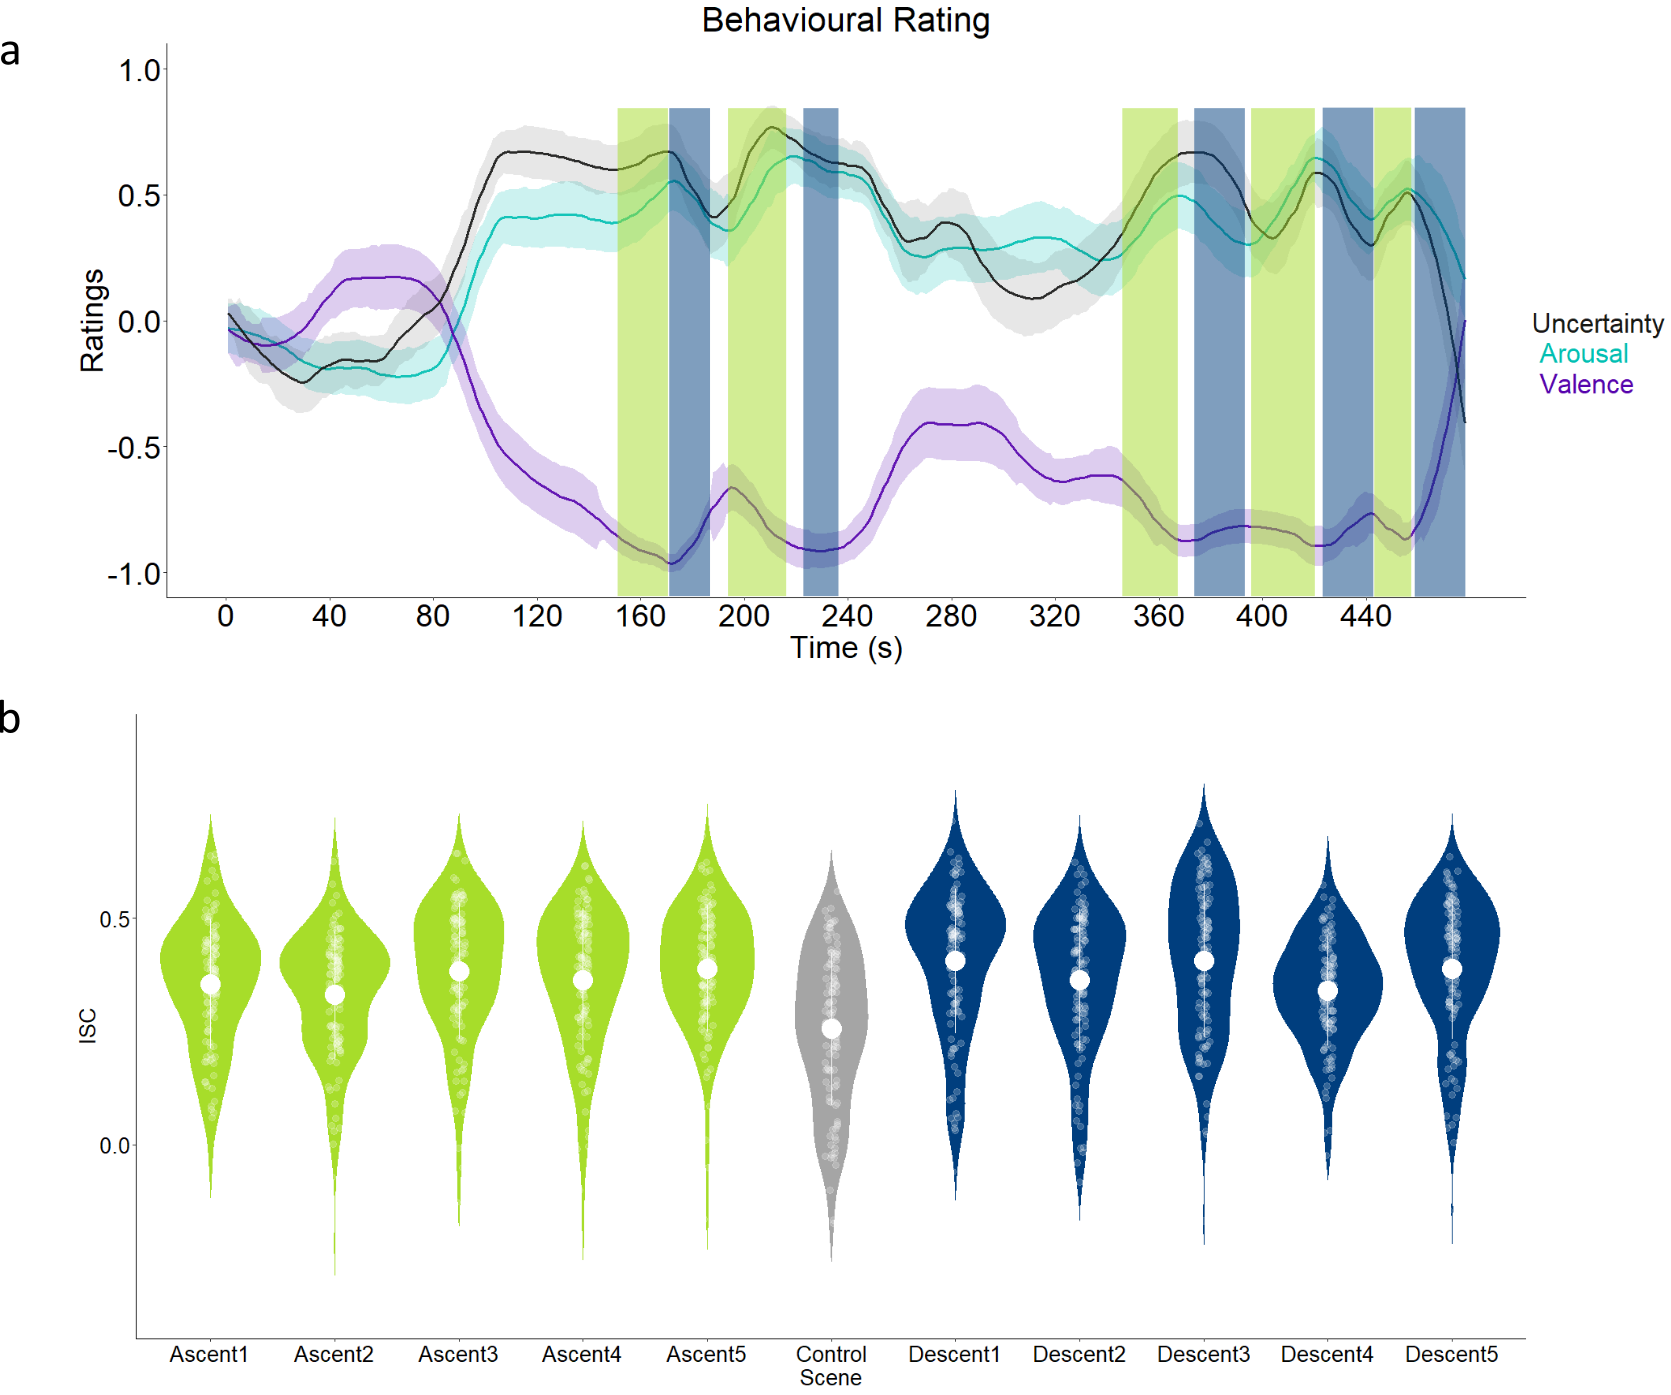 Behavioural Rating
a
1.0
0.5
0.0
-0.5
-1.0
Ratings
0 40 80 120 160 200 240 280 320 360 400 440
Time (s)
Uncertainty
Arousal
Valence
b
0.5
0.0
ISC
Ascent1 Ascent2 Ascent3 Ascent4 Ascent5 Control Descent1 Descent2 Descent3 Descent4 Descent5
Scene